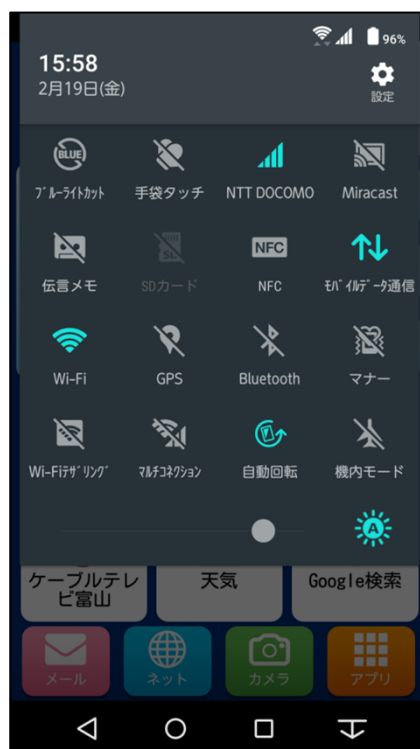 96%
15:58
2月19日(金)
設定
BLUE
ﾌﾞﾙｰﾗｲﾄｶｯﾄ
手袋タッチ
NTT DOCOMO
Miracast
伝言メモ
SD
SDカード
NFC
NFC
ﾓﾊﾞｲﾙﾃﾞｰﾀ通信
Wi-Fi
GPS
Bluetooth
マナー
Wi-Fiﾃｻﾞﾘﾝｸﾞ
ﾏﾙﾁｺﾈｸｼｮﾝ
自動回転
機内モード
A
ケーブルテレ
ビ富山
天気
Google検索
メール
ネット
カメラ
アプリ